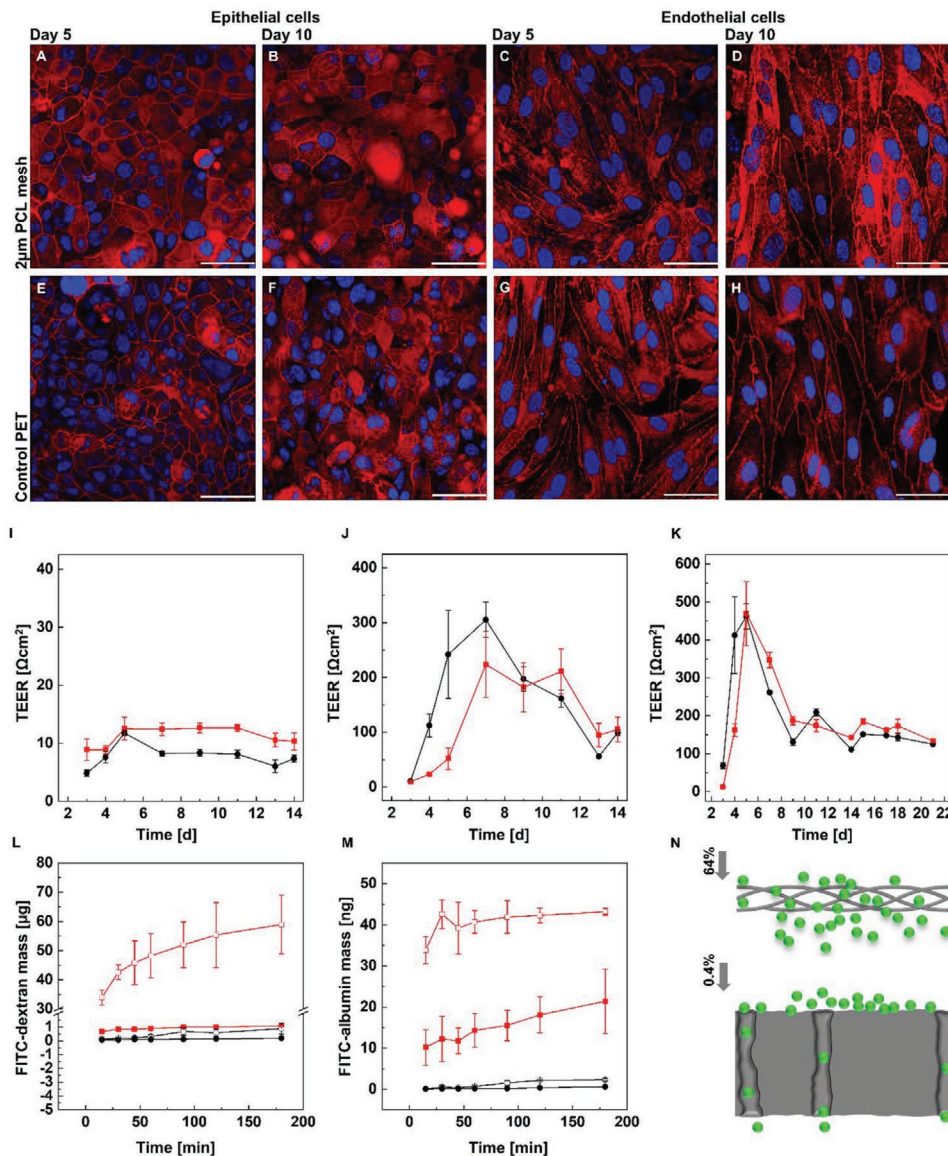 Epithelial cells Endothelial cells
Day 5 Day 10 Day 5 Day 10
A B C D
2µm PCL mesh
E F G H
Control PET
I J K
TEER [Ωcm²]
40
30
20
10
0
2 4 6 8 10 12 14
Time [d]
TEER [Ωcm²]
400
300
200
100
0
2 4 6 8 10 12 14
Time [d]
TEER [Ωcm²]
600
500
400
300
200
100
0
2 4 6 8 10 12 14 16 18 20 22
Time [d]
L M N
FITC-dextran mass [µg]
80
70
60
50
40
30
1
0
-1
-2
-3
-4
-5
0 50 100 150 200
Time [min]
FITC-albumin mass [ng]
50
40
30
20
10
0
0 50 100 150 200
Time [min]
64%
0.4%